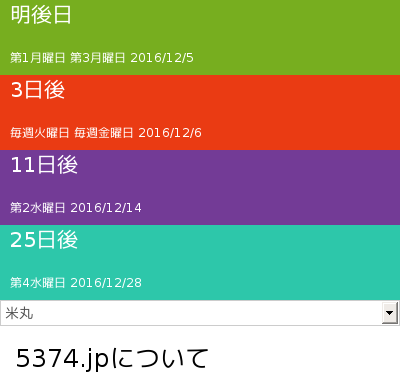 明後日
第1月曜日 第3月曜日 2016/12/5
3日後
毎週火曜日 毎週金曜日 2016/12/6
11日後
第2水曜日 2016/12/14
25日後
第4水曜日 2016/12/28
米丸
5374.jpについて